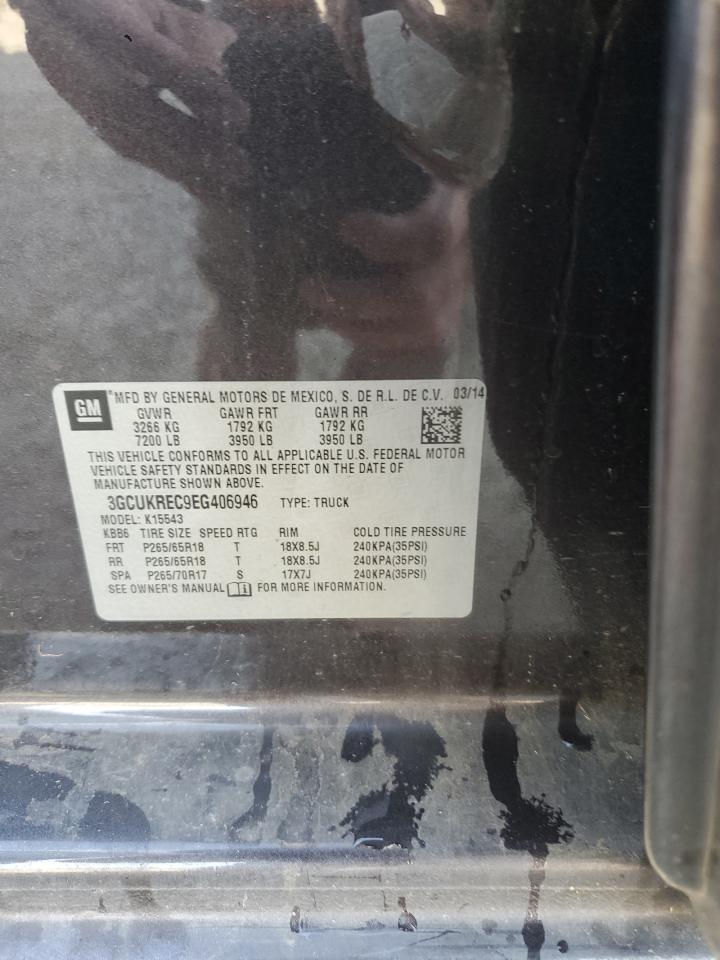 GM
®MFD BY GENERAL MOTORS DE MEXICO, S. DE R.L. DE C.V. 03/14
GVWR GAWR FRT GAWR RR
3266 KG 1792 KG 1792 KG
7200 LB 3950 LB 3950 LB
THIS VEHICLE CONFORMS TO ALL APPLICABLE U.S. FEDERAL MOTOR
VEHICLE SAFETY STANDARDS IN EFFECT ON THE DATE OF
MANUFACTURE SHOWN ABOVE.
3GCUKREC9EG406946 TYPE: TRUCK
MODEL: K15543
KBB6 TIRE SIZE SPEED RTG RIM COLD TIRE PRESSURE
FRT P265/65R18 T 18X8.5J 240KPA(35PSI)
RR P265/65R18 T 18X8.5J 240KPA(35PSI)
SPA P265/70R17 S 17X7J 240KPA(35PSI)
SEE OWNER'S MANUAL FOR MORE INFORMATION.